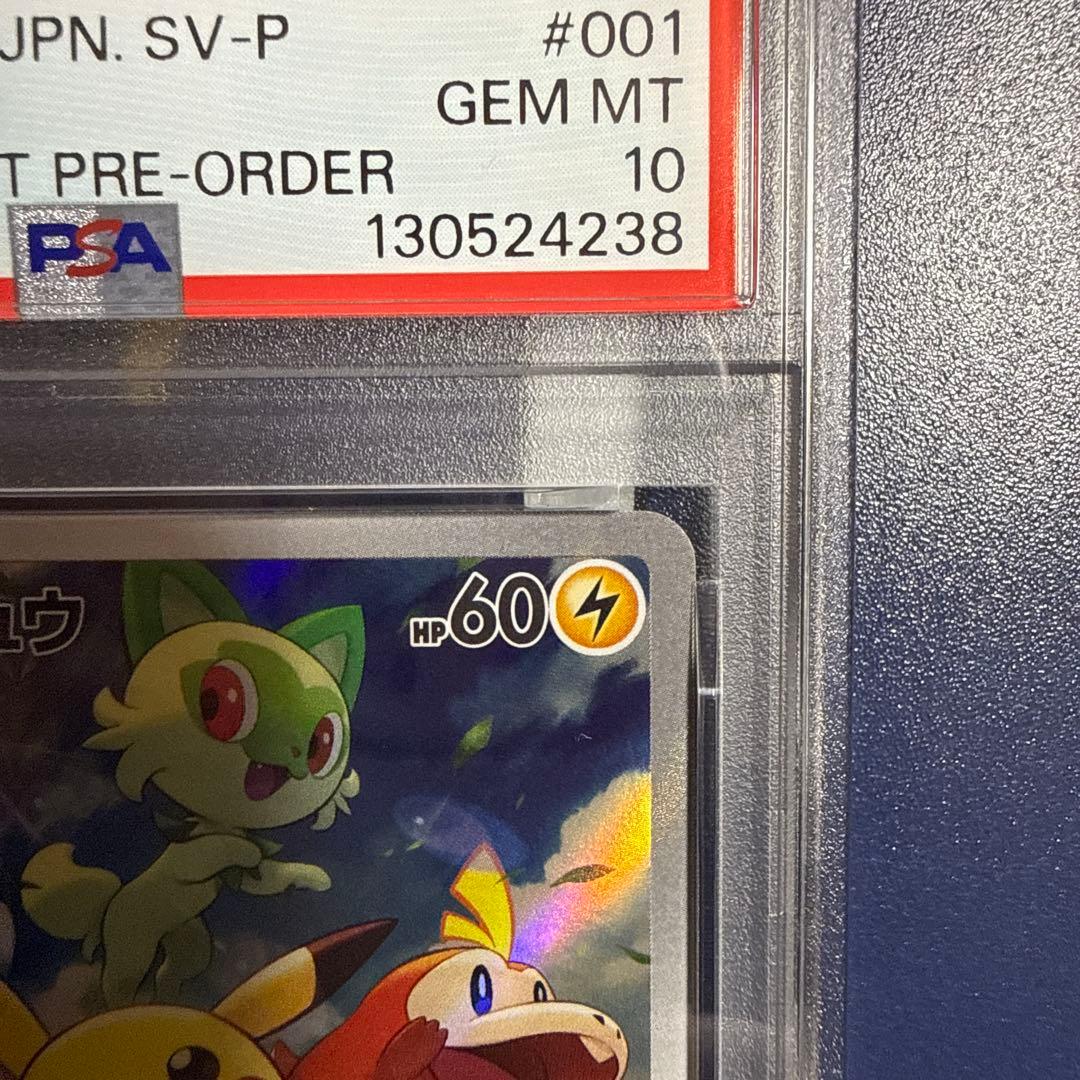 JPN. SV-P #001
GEM MT
T PRE-ORDER 10
PSA 130524238
ュウ HP60